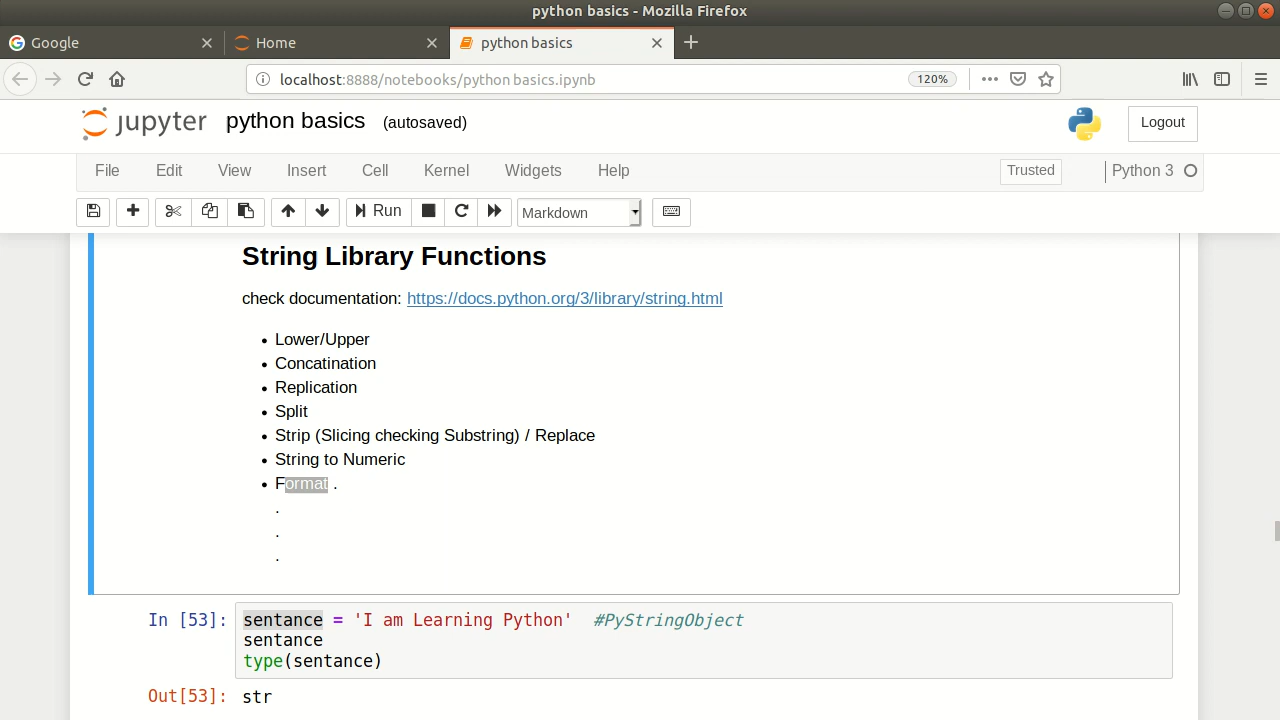 python basics - Mozilla Firefox
Google
Home
python basics
localhost:8888/notebooks/python basics.ipynb
120%
jupyter python basics (autosaved)
Logout
File Edit View Insert Cell Kernel Widgets Help
Trusted
Python 3
Run
Markdown
String Library Functions
check documentation: https://docs.python.org/3/library/string.html
• Lower/Upper
• Concatination
• Replication
• Split
• Strip (Slicing checking Substring) / Replace
• String to Numeric
• Format .
.
.
.
In [53]: sentance = 'I am Learning Python' #PyStringObject
sentance
type(sentance)
Out[53]: str